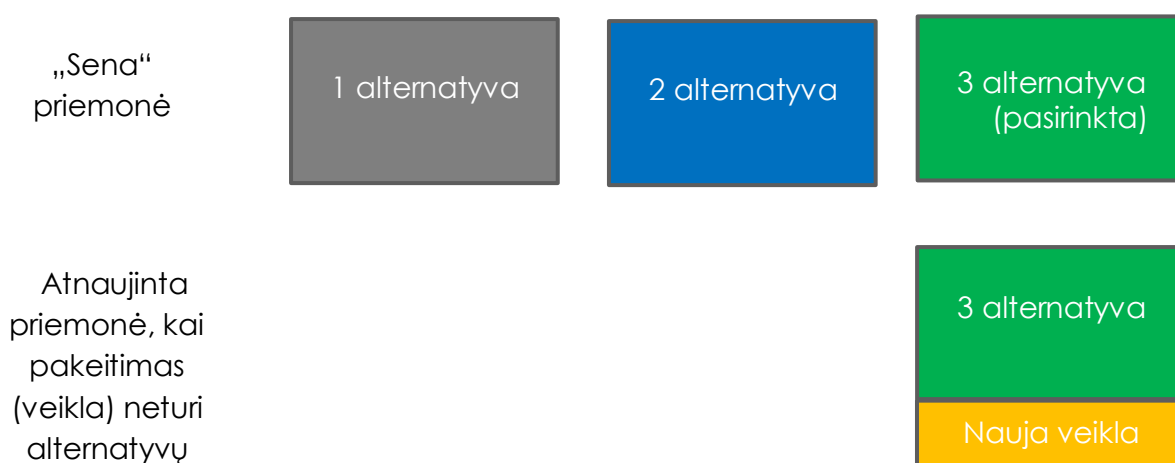 „Sena“
priemonė
1 alternatyva
2 alternatyva
3 alternatyva
(pasirinkta)
Atnaujinta
priemonė, kai
pakeitimas
(veikla) neturi
alternatyvų
3 alternatyva
Nauja veikla